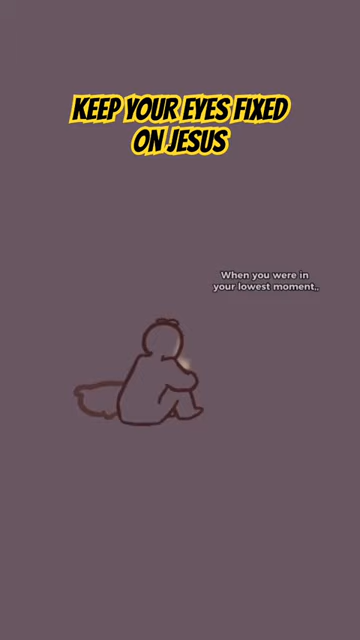 KEEP YOUR EYES FIXED
ON JESUS
When you were in
your lowest moment..